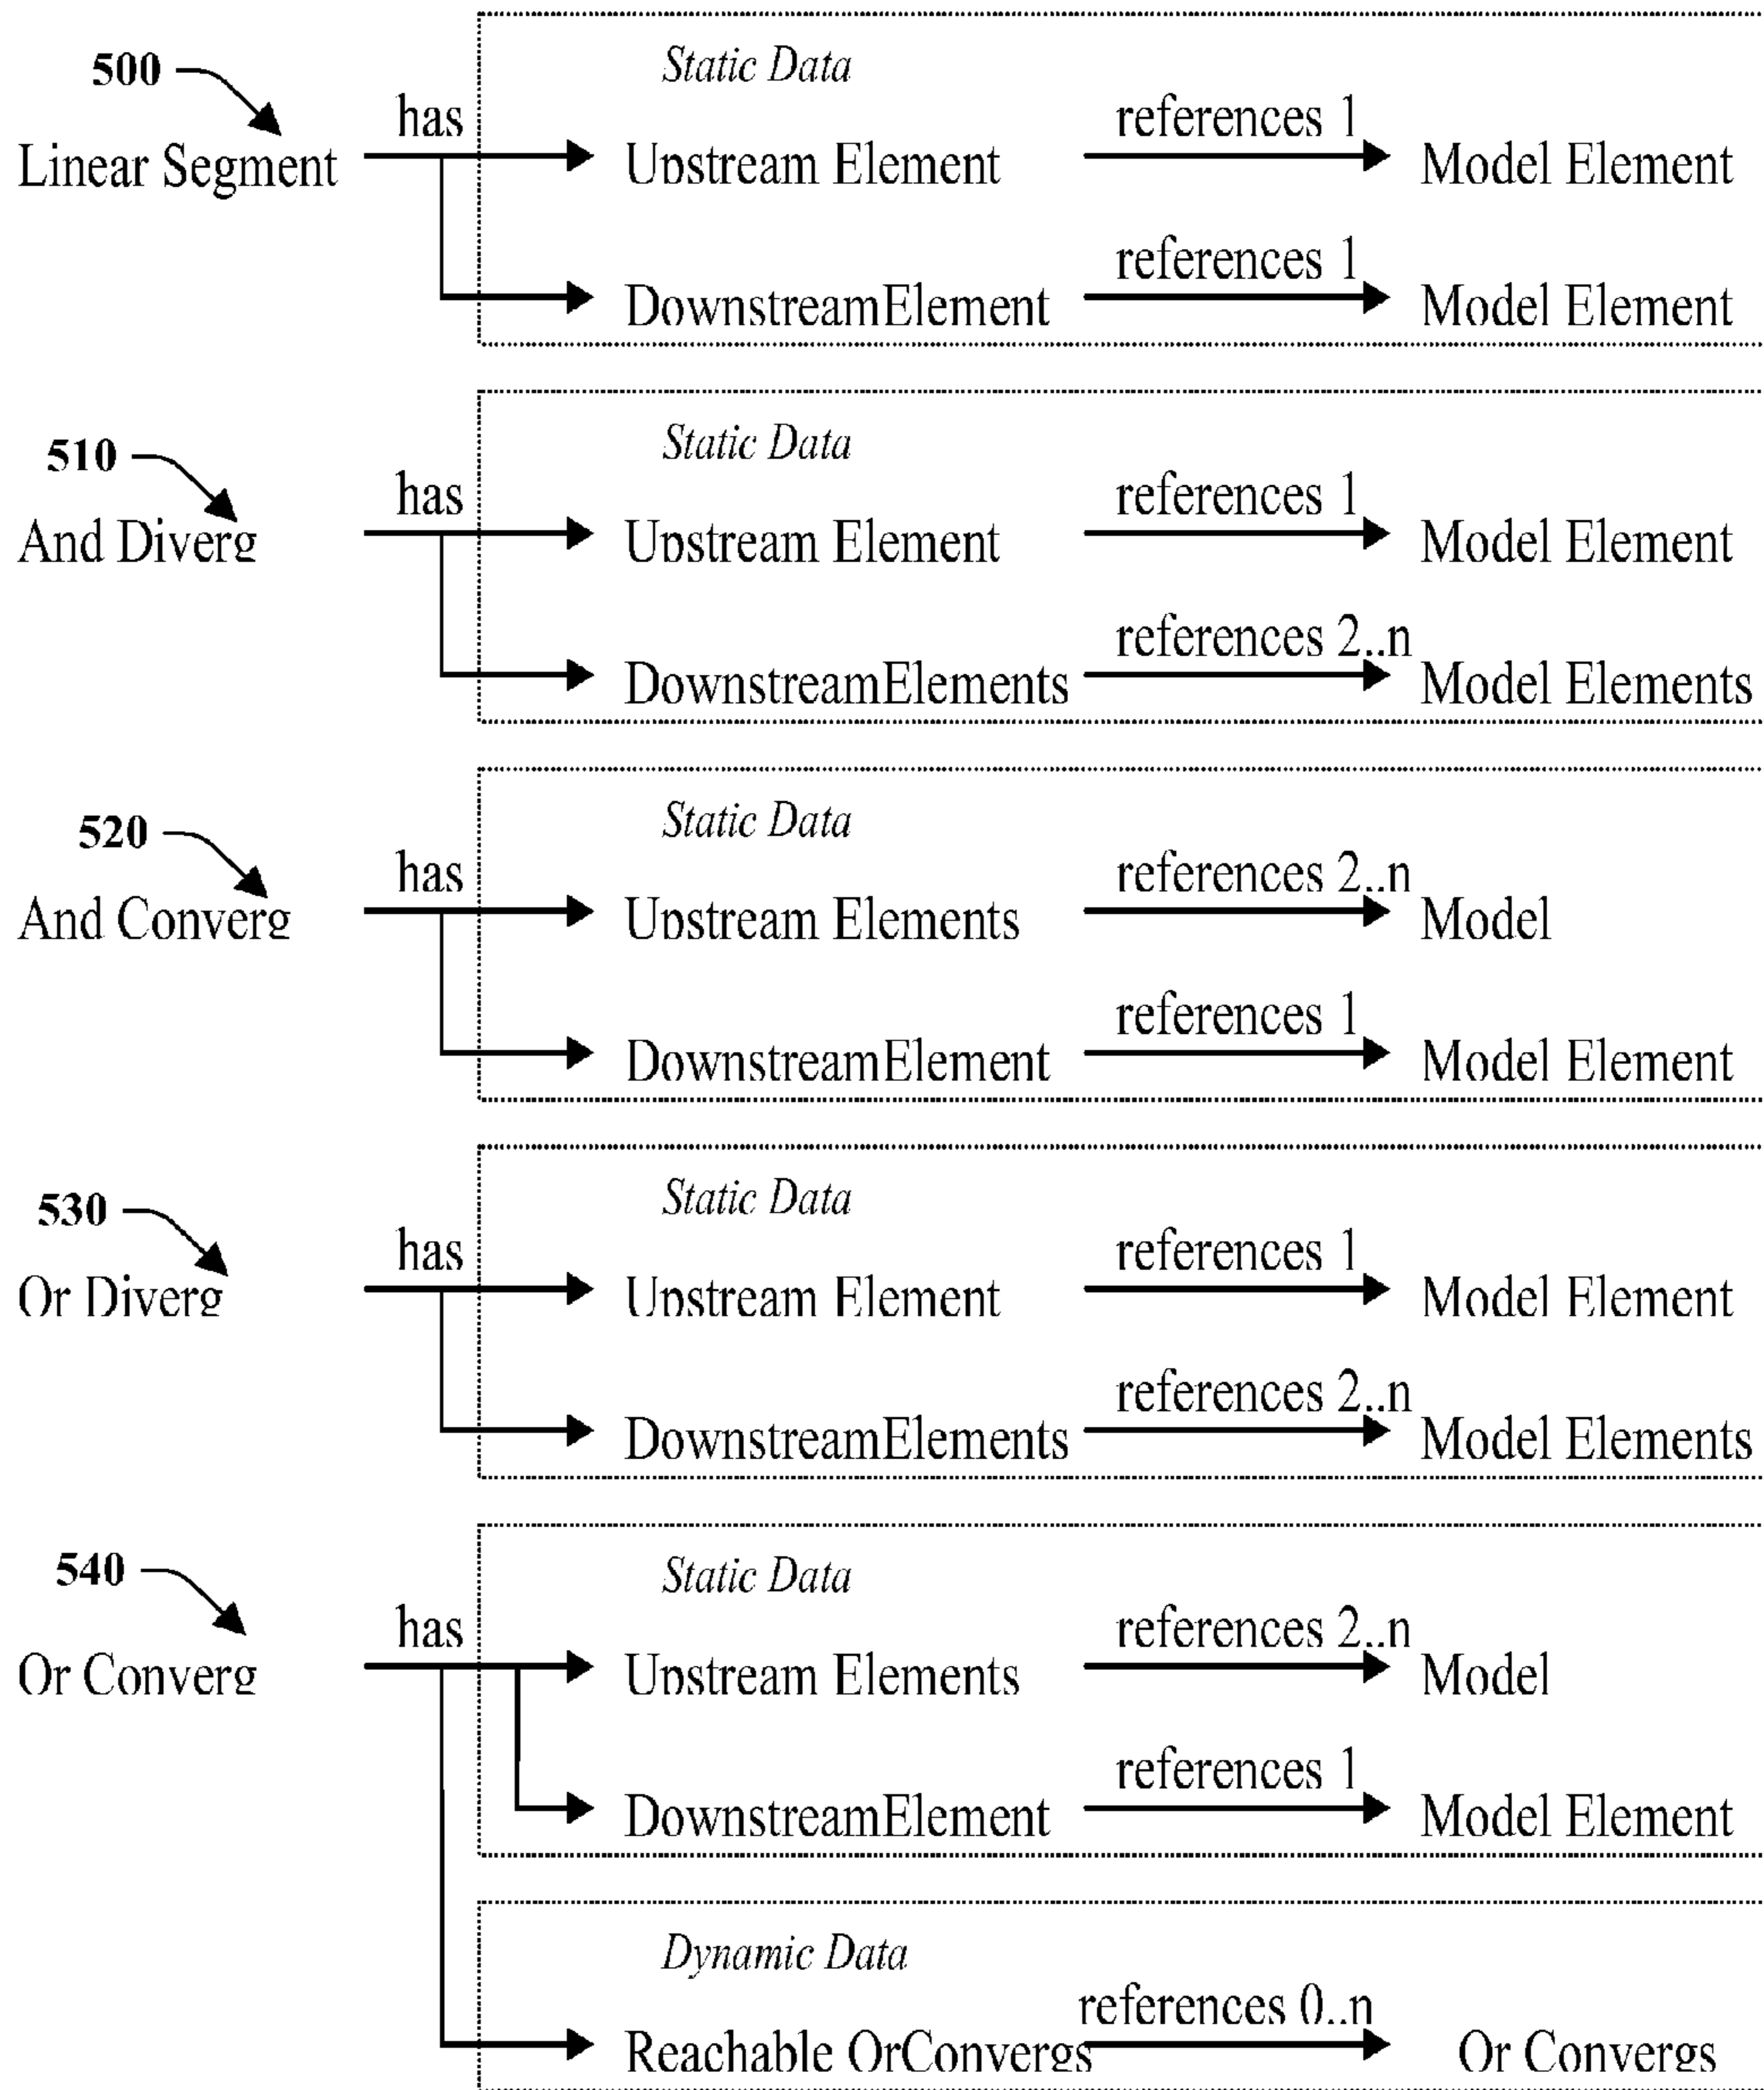 Static Data
500
has
references 1
Linear Segment
Upstream Element
Model Element
references 1
DownstreamElement
Model Element
Static Data
510
has
references 1
And Diverg
Upstream Element
Model Element
references 2..n
DownstreamElements
Model Elements
Static Data
520
has
references 2..n
And Converg
Upstream Elements
Model
references 1
DownstreamElement
Model Element
Static Data
530
has
references 1
Or Diverg
Upstream Element
Model Element
references 2..n
DownstreamElements
Model Elements
Static Data
540
has
references 2..n
Or Converg
Upstream Elements
Model
references 1
DownstreamElement
Model Element
Dynamic Data
references 0..n
Reachable OrConvergs
Or Convergs